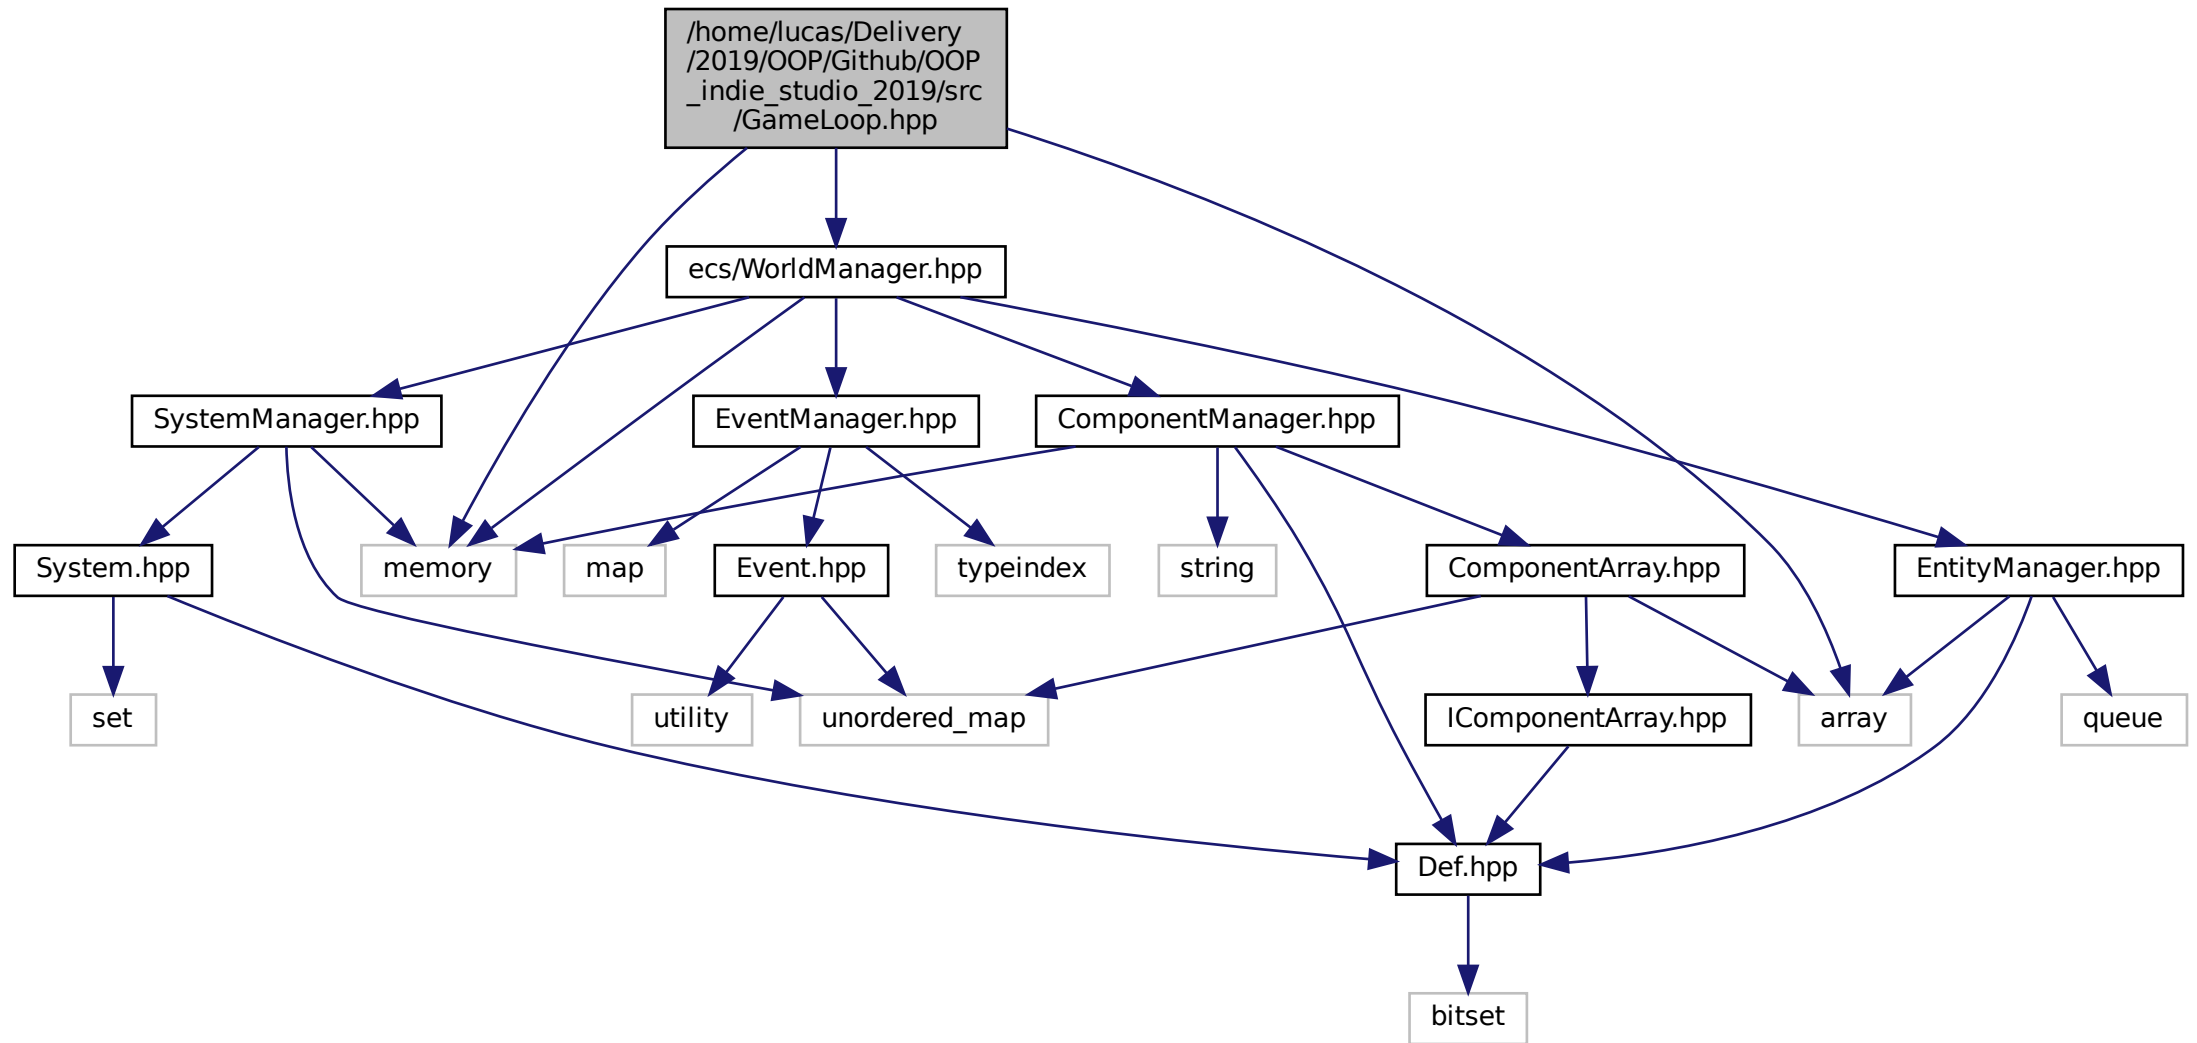 /home/lucas/Delivery
/2019/OOP/Github/OOP
_indie_studio_2019/src
/GameLoop.hpp
ecs/WorldManager.hpp
SystemManager.hpp
EventManager.hpp
ComponentManager.hpp
System.hpp
memory
map
Event.hpp
typeindex
string
ComponentArray.hpp
EntityManager.hpp
set
utility
unordered_map
IComponentArray.hpp
array
queue
Def.hpp
bitset